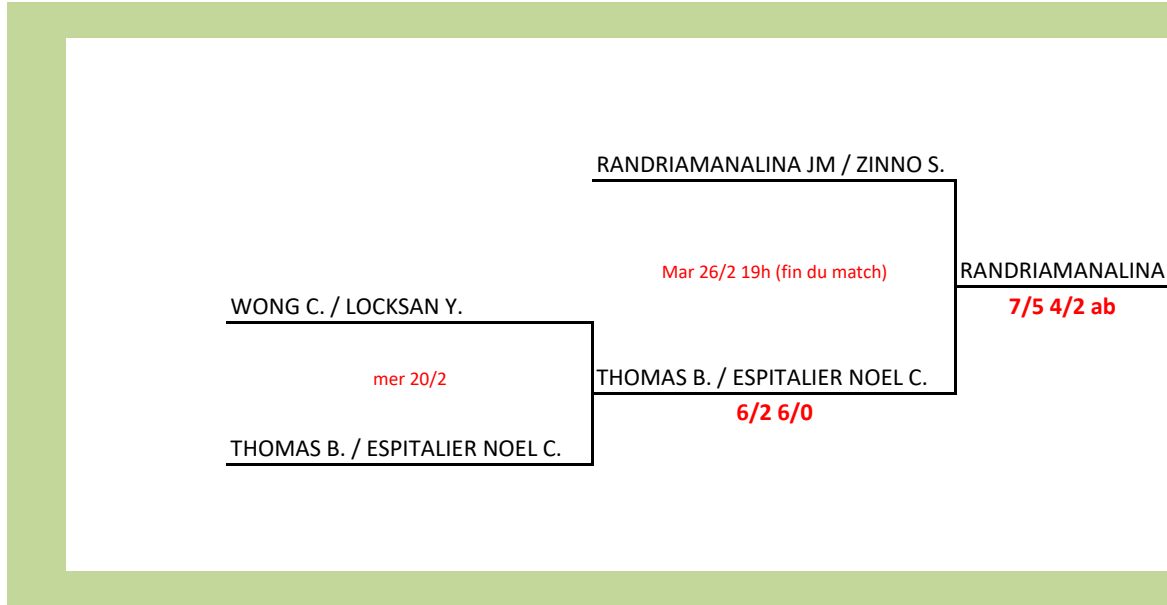 RANDRIAMANALINA JM / ZINNO S.
Mar 26/2 19h (fin du match)
RANDRIAMANALINA
7/5 4/2 ab
WONG C. / LOCKSAN Y.
mer 20/2
THOMAS B. / ESPITALIER NOEL C.
6/2 6/0
THOMAS B. / ESPITALIER NOEL C.